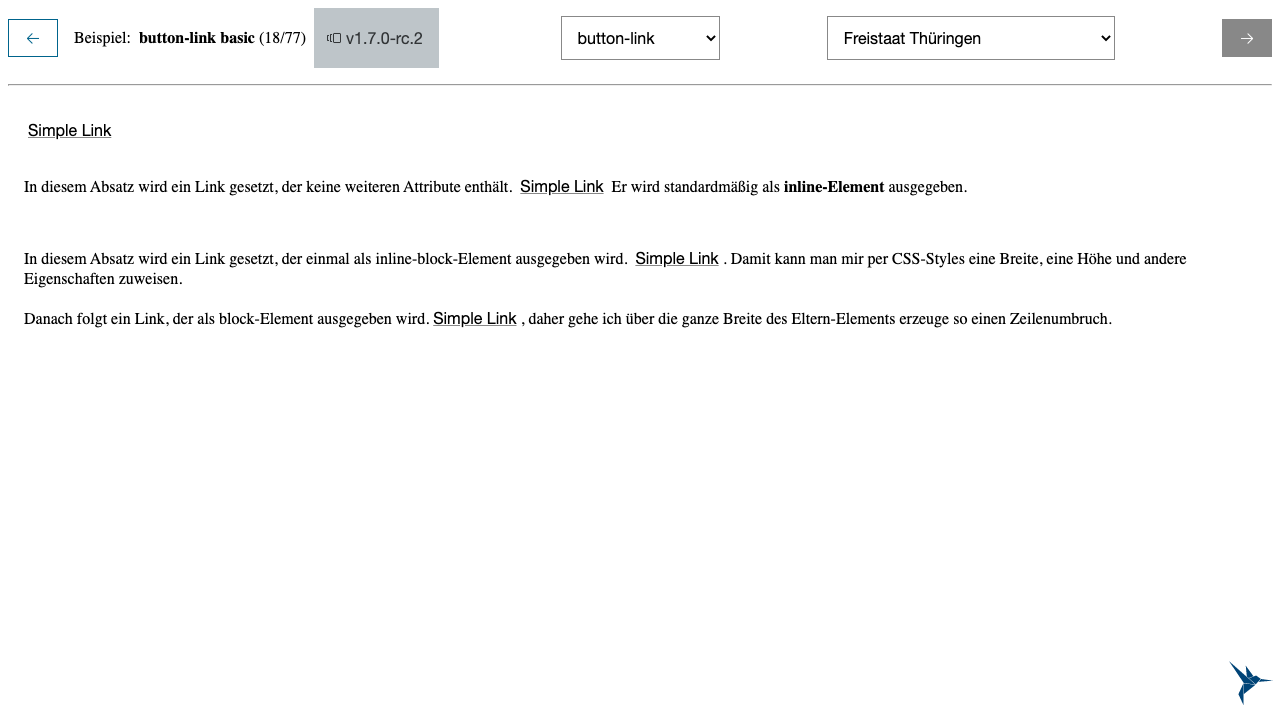 Beispiel: button-link basic (18/77) v1.7.0-rc.2 button-link Freistaat Thüringen
Simple Link
In diesem Absatz wird ein Link gesetzt, der keine weiteren Attribute enthält. Simple Link Er wird standardmäßig als inline-Element ausgegeben.
In diesem Absatz wird ein Link gesetzt, der einmal als inline-block-Element ausgegeben wird. Simple Link . Damit kann man mir per CSS-Styles eine Breite, eine Höhe und andere
Eigenschaften zuweisen.
Danach folgt ein Link, der als block-Element ausgegeben wird. Simple Link , daher gehe ich über die ganze Breite des Eltern-Elements erzeuge so einen Zeilenumbruch.